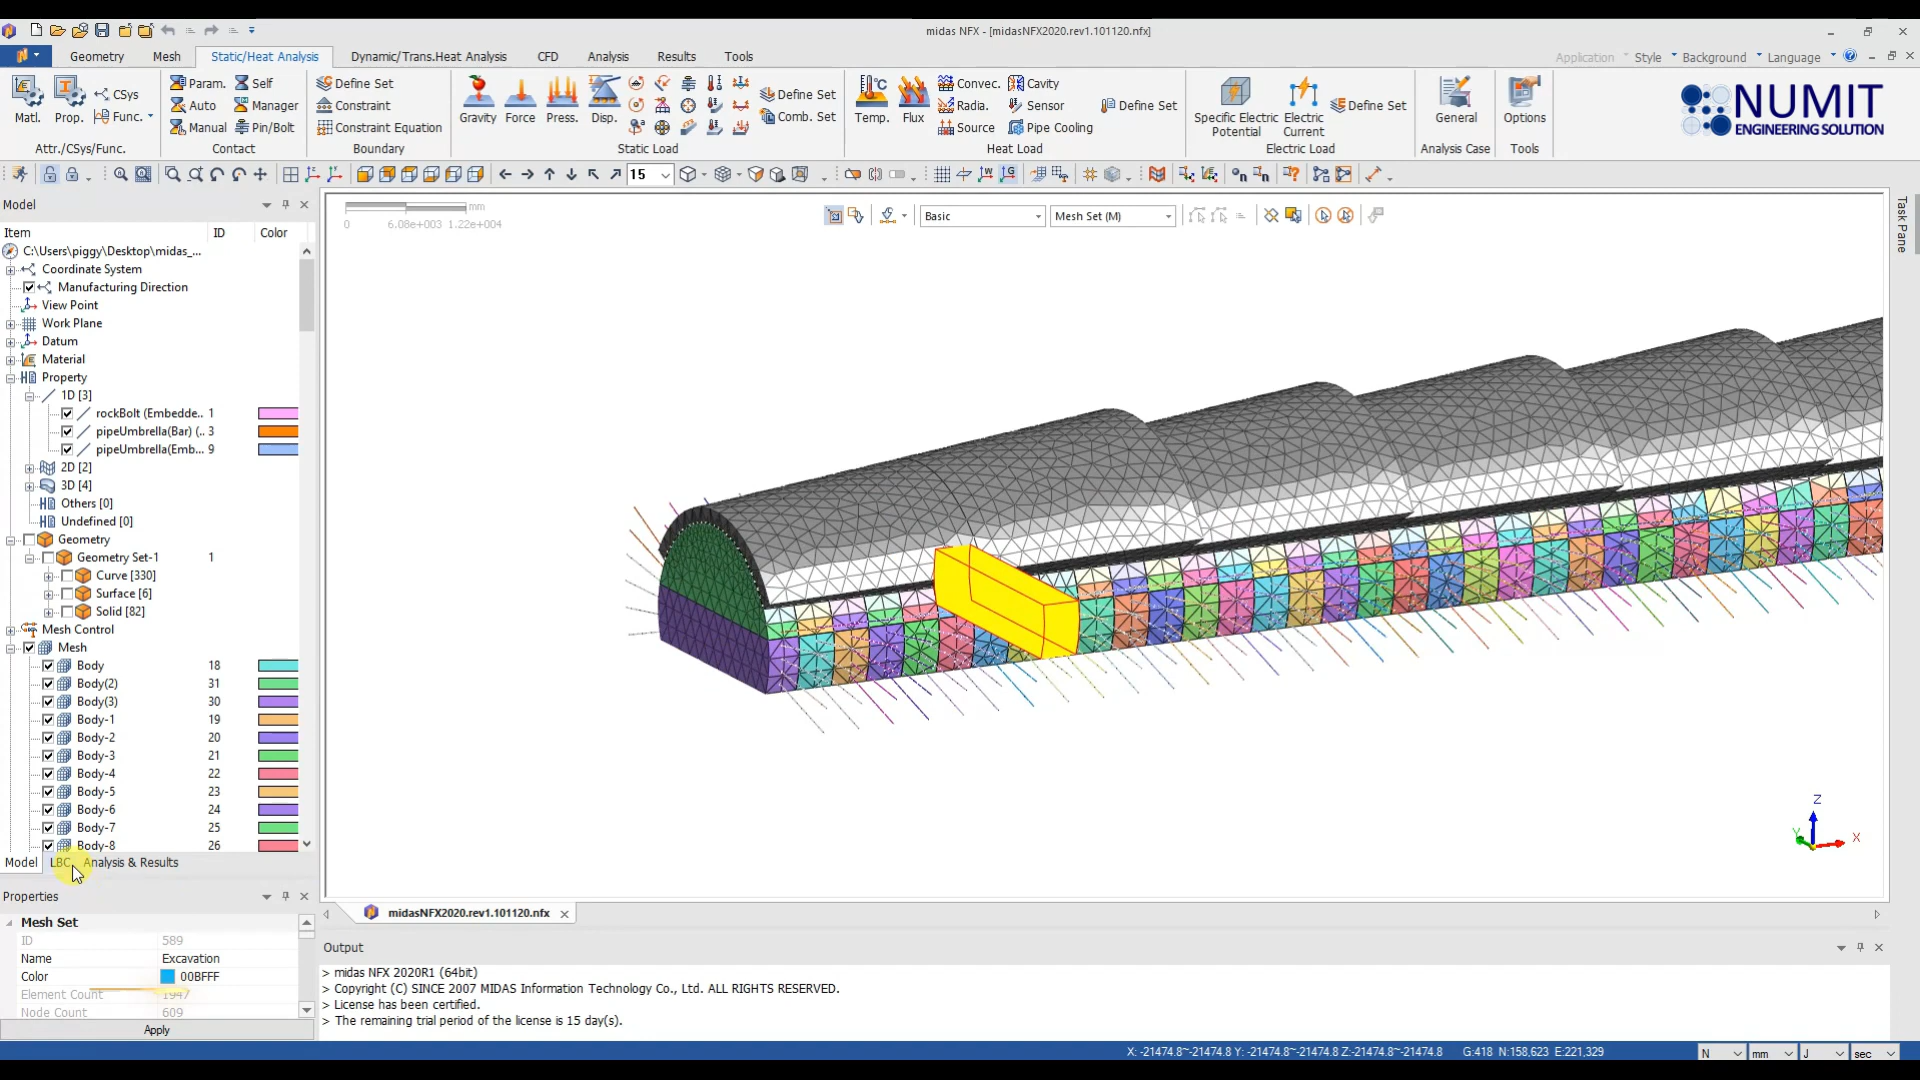 midas NFX - [midasNFX2020.rev1.101120.nfx]
Geometry Mesh Static/Heat Analysis Dynamic/Trans.Heat Analysis CFD Analysis Results Tools
Application Style Background Language
Matl. Prop. CSys Func.
Attr./CSys/Func.
Param. Self
Auto Manager
Manual Pin/Bolt
Contact
Define Set
Constraint
Constraint Equation
Boundary
Gravity Force Press. Disp.
Define Set
Comb. Set
Static Load
Temp. Flux
Convec. Cavity
Radia. Sensor
Source Pipe Cooling
Define Set
Heat Load
Specific Electric Potential
Electric Current
Define Set
Electric Load
General
Analysis Case
Options
Tools
NUMIT
ENGINEERING SOLUTION
15
Model
Item ID Color
C:\Users\piggy\Desktop\midas_...
Coordinate System
Manufacturing Direction
View Point
Work Plane
Datum
Material
Property
1D [3]
rockBolt (Embedde.. 1
pipeUmbrella(Bar) (.. 3
pipeUmbrella(Emb... 9
2D [2]
3D [4]
Others [0]
Undefined [0]
Geometry
Geometry Set-1 1
Curve [330]
Surface [6]
Solid [82]
Mesh Control
Mesh
Body 18
Body(2) 31
Body(3) 30
Body-1 19
Body-2 20
Body-3 21
Body-4 22
Body-5 23
Body-6 24
Body-7 25
Body-8 26
Model LBC Analysis & Results
Properties
Mesh Set
ID 589
Name Excavation
Color 00BFFF
Element Count 1947
Node Count 609
Apply
mm
0 6.08e+003 1.22e+004
Basic
Mesh Set (M)
Task Pane
Z
Y
X
midasNFX2020.rev1.101120.nfx
Output
> midas NFX 2020R1 (64bit)
> Copyright (C) SINCE 2007 MIDAS Information Technology Co., Ltd. ALL RIGHTS RESERVED.
> License has been certified.
> The remaining trial period of the license is 15 day(s).
X: -21474.8~-21474.8 Y: -21474.8~-21474.8 Z:-21474.8~-21474.8 G:418 N:158,623 E:221,329
N mm J sec